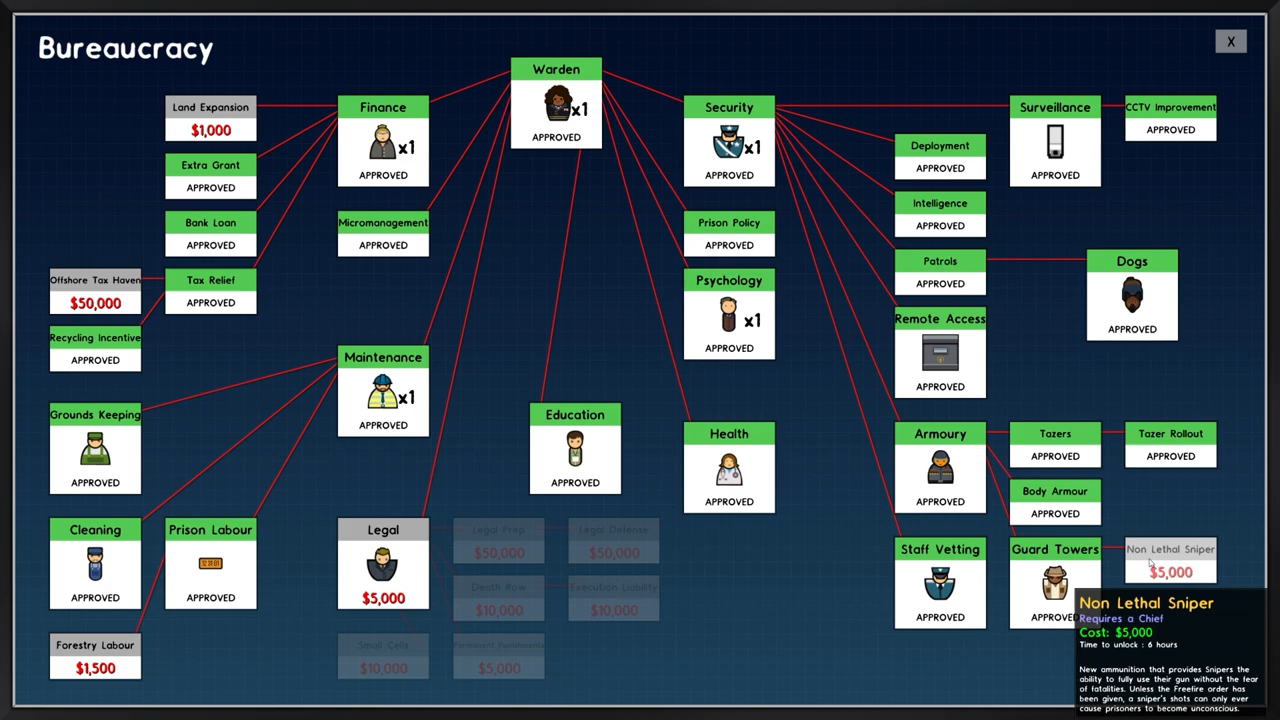 Bureaucracy
X
Warden
x1
APPROVED
Land Expansion
$1,000
Finance
x1
APPROVED
Security
x1
APPROVED
Surveillance
APPROVED
CCTV Improvement
APPROVED
Deployment
APPROVED
Extra Grant
APPROVED
Intelligence
APPROVED
Bank Loan
APPROVED
Micromanagement
APPROVED
Prison Policy
APPROVED
Patrols
APPROVED
Dogs
APPROVED
Offshore Tax Haven
$50,000
Tax Relief
APPROVED
Psychology
x1
APPROVED
Remote Access
APPROVED
Recycling Incentive
APPROVED
Maintenance
x1
APPROVED
Grounds Keeping
APPROVED
Education
APPROVED
Health
APPROVED
Armoury
APPROVED
Tazers
APPROVED
Tazer Rollout
APPROVED
Body Armour
APPROVED
Cleaning
APPROVED
Prison Labour
APPROVED
Legal
$5,000
Legal Prep
$50,000
Legal Defense
$50,000
Death Row
$10,000
Execution Liability
$10,000
Small Cells
$10,000
Permanent Punishments
$5,000
Staff Vetting
APPROVED
Guard Towers
APPROVED
Non Lethal Sniper
$5,000
Forestry Labour
$1,500
Non Lethal Sniper
Requires a Chief
Cost: $5,000
Time to unlock : 6 hours
New ammunition that provides Snipers the
ability to fully use their gun without the fear
of fatalities. Unless the Freefire order has
been given, a sniper's shots can only ever
cause prisoners to become unconscious.